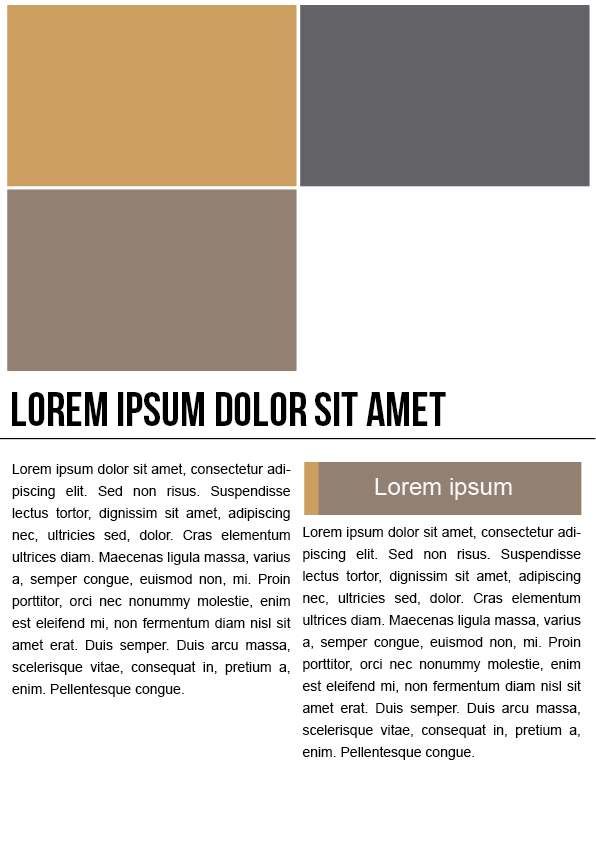 LOREM IPSUM DOLOR SIT AMET
Lorem ipsum dolor sit amet, consectetur adi-
piscing elit. Sed non risus. Suspendisse
lectus tortor, dignissim sit amet, adipiscing
nec, ultricies sed, dolor. Cras elementum
ultrices diam. Maecenas ligula massa, varius
a, semper congue, euismod non, mi. Proin
porttitor, orci nec nonummy molestie, enim
est eleifend mi, non fermentum diam nisl sit
amet erat. Duis semper. Duis arcu massa,
scelerisque vitae, consequat in, pretium a,
enim. Pellentesque congue.
Lorem ipsum
Lorem ipsum dolor sit amet, consectetur adi-
piscing elit. Sed non risus. Suspendisse
lectus tortor, dignissim sit amet, adipiscing
nec, ultricies sed, dolor. Cras elementum
ultrices diam. Maecenas ligula massa, varius
a, semper congue, euismod non, mi. Proin
porttitor, orci nec nonummy molestie, enim
est eleifend mi, non fermentum diam nisl sit
amet erat. Duis semper. Duis arcu massa,
scelerisque vitae, consequat in, pretium a,
enim. Pellentesque congue.